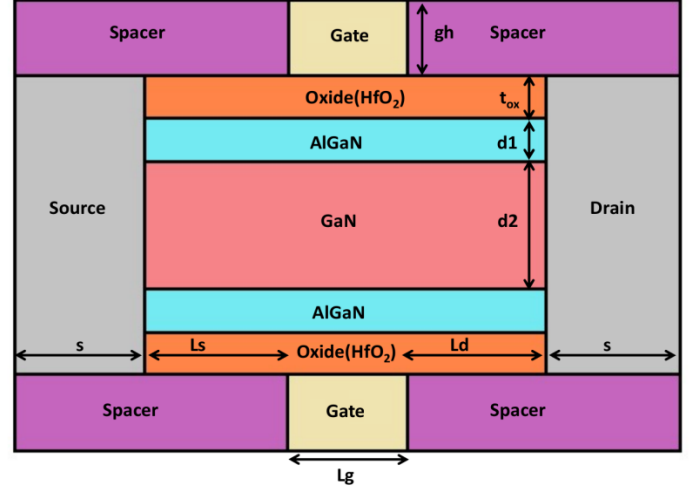 Spacer
Gate
gh
Spacer
Oxide(HfO₂)
tₒₓ
AlGaN
d1
Source
GaN
d2
Drain
AlGaN
s
Ls
Oxide(HfO₂)
Ld
s
Spacer
Gate
Spacer
Lg